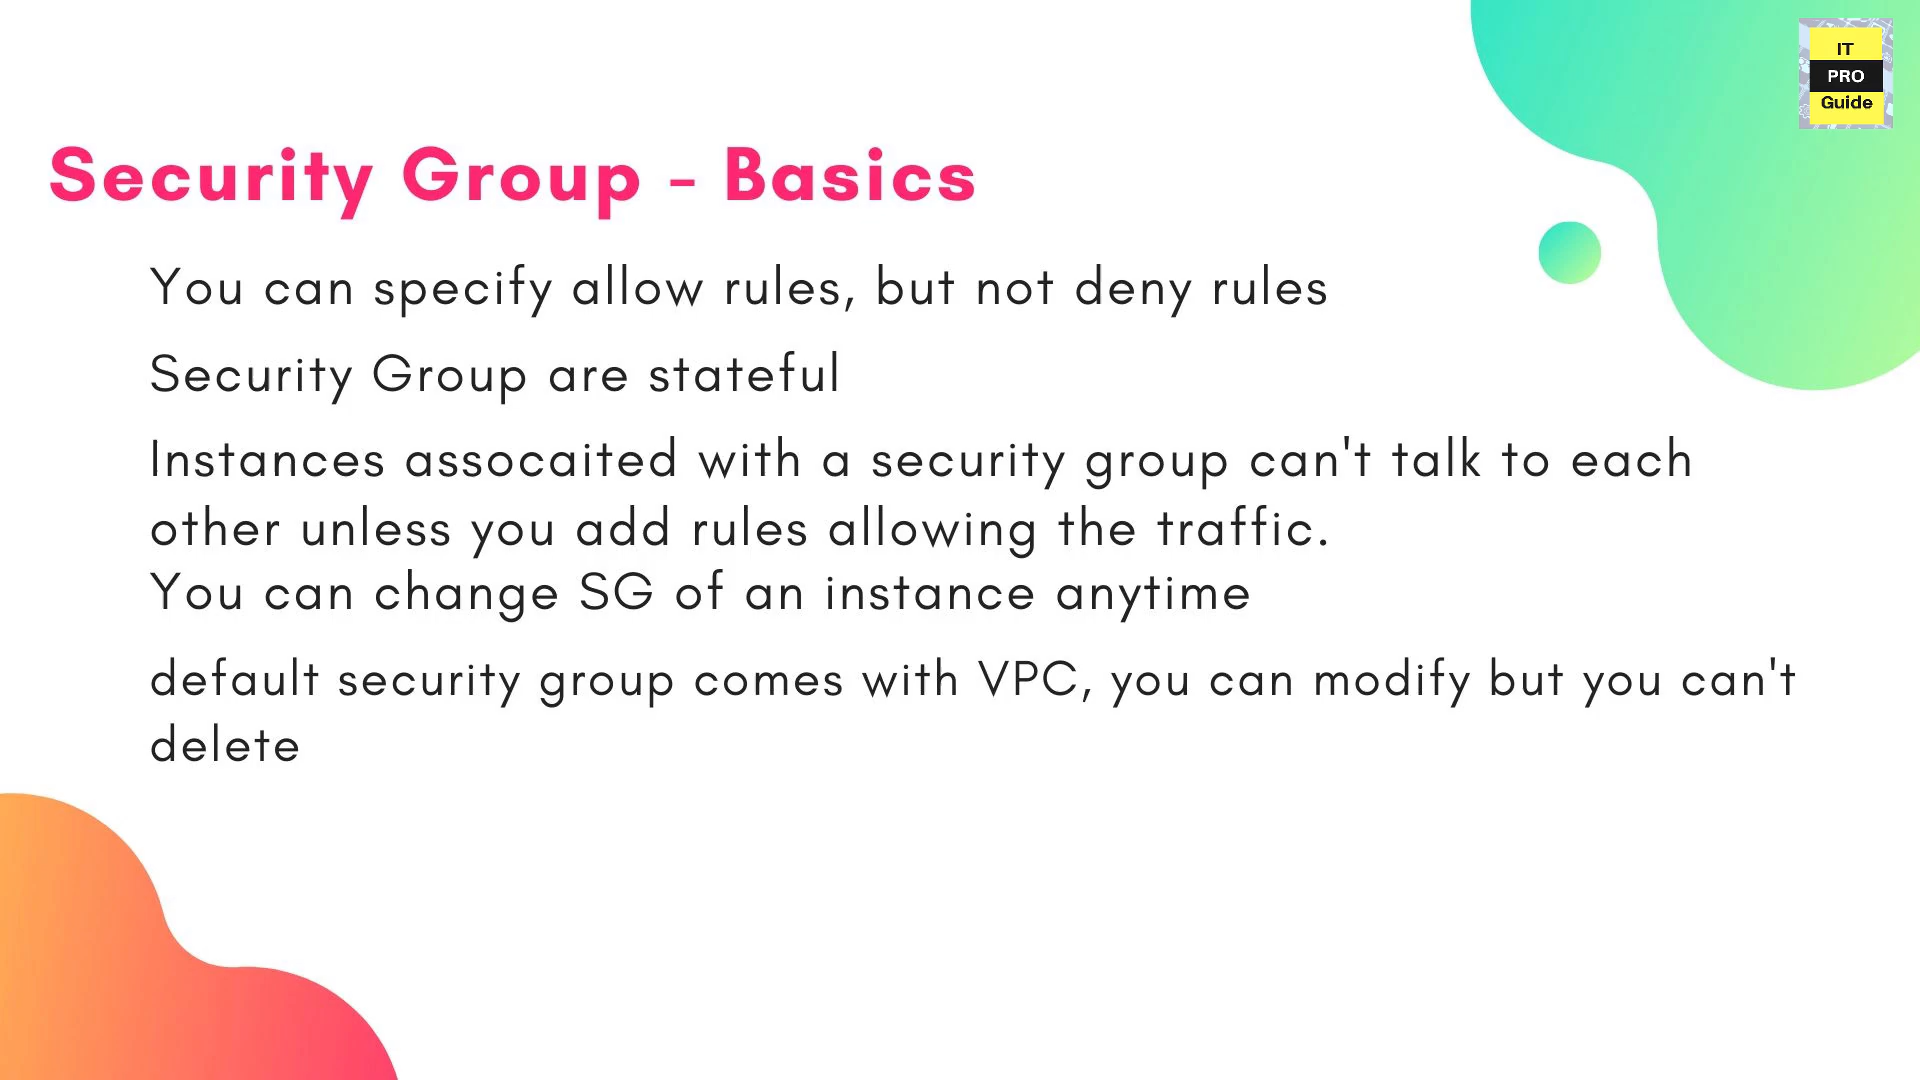 IT
PRO
Guide
Security Group - Basics
You can specify allow rules, but not deny rules
Security Group are stateful
Instances assocaited with a security group can't talk to each
other unless you add rules allowing the traffic.
You can change SG of an instance anytime
default security group comes with VPC, you can modify but you can't
delete